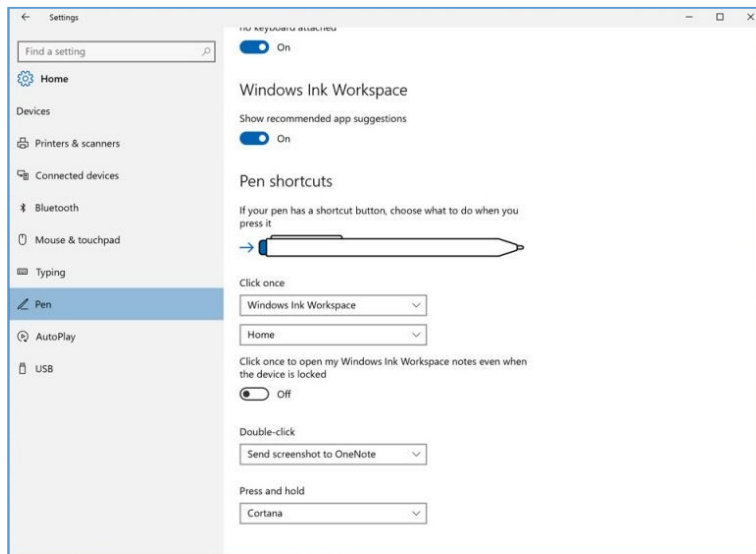 Settings
Find a setting
Home
Devices
Printers & scanners
Connected devices
Bluetooth
Mouse & touchpad
Typing
Pen
AutoPlay
USB
no keyboard attached
On
Windows Ink Workspace
Show recommended app suggestions
On
Pen shortcuts
If your pen has a shortcut button, choose what to do when you
press it
Click once
Windows Ink Workspace
Home
Click once to open my Windows Ink Workspace notes even when
the device is locked
Off
Double-click
Send screenshot to OneNote
Press and hold
Cortana